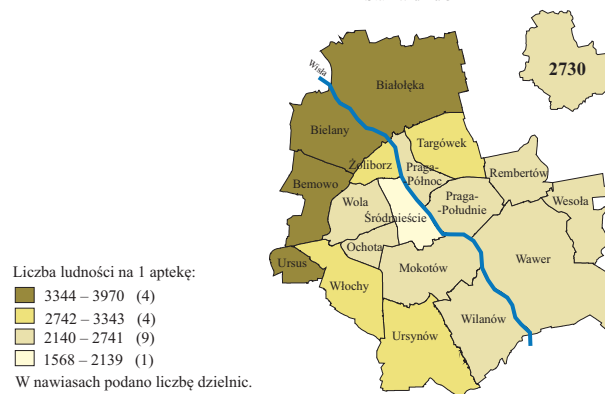 2730
Wisła
Białołęka
Bielany
Targówek
Żoliborz
Praga-
Północ
Rembertów
Bemowo
Wola
Praga-
-Południe
Wesoła
Śródmieście
Ochota
Ursus
Mokotów
Wawer
Włochy
Wilanów
Ursynów
Liczba ludności na 1 aptekę:
3344 – 3970 (4)
2742 – 3343 (4)
2140 – 2741 (9)
1568 – 2139 (1)
W nawiasach podano liczbę dzielnic.